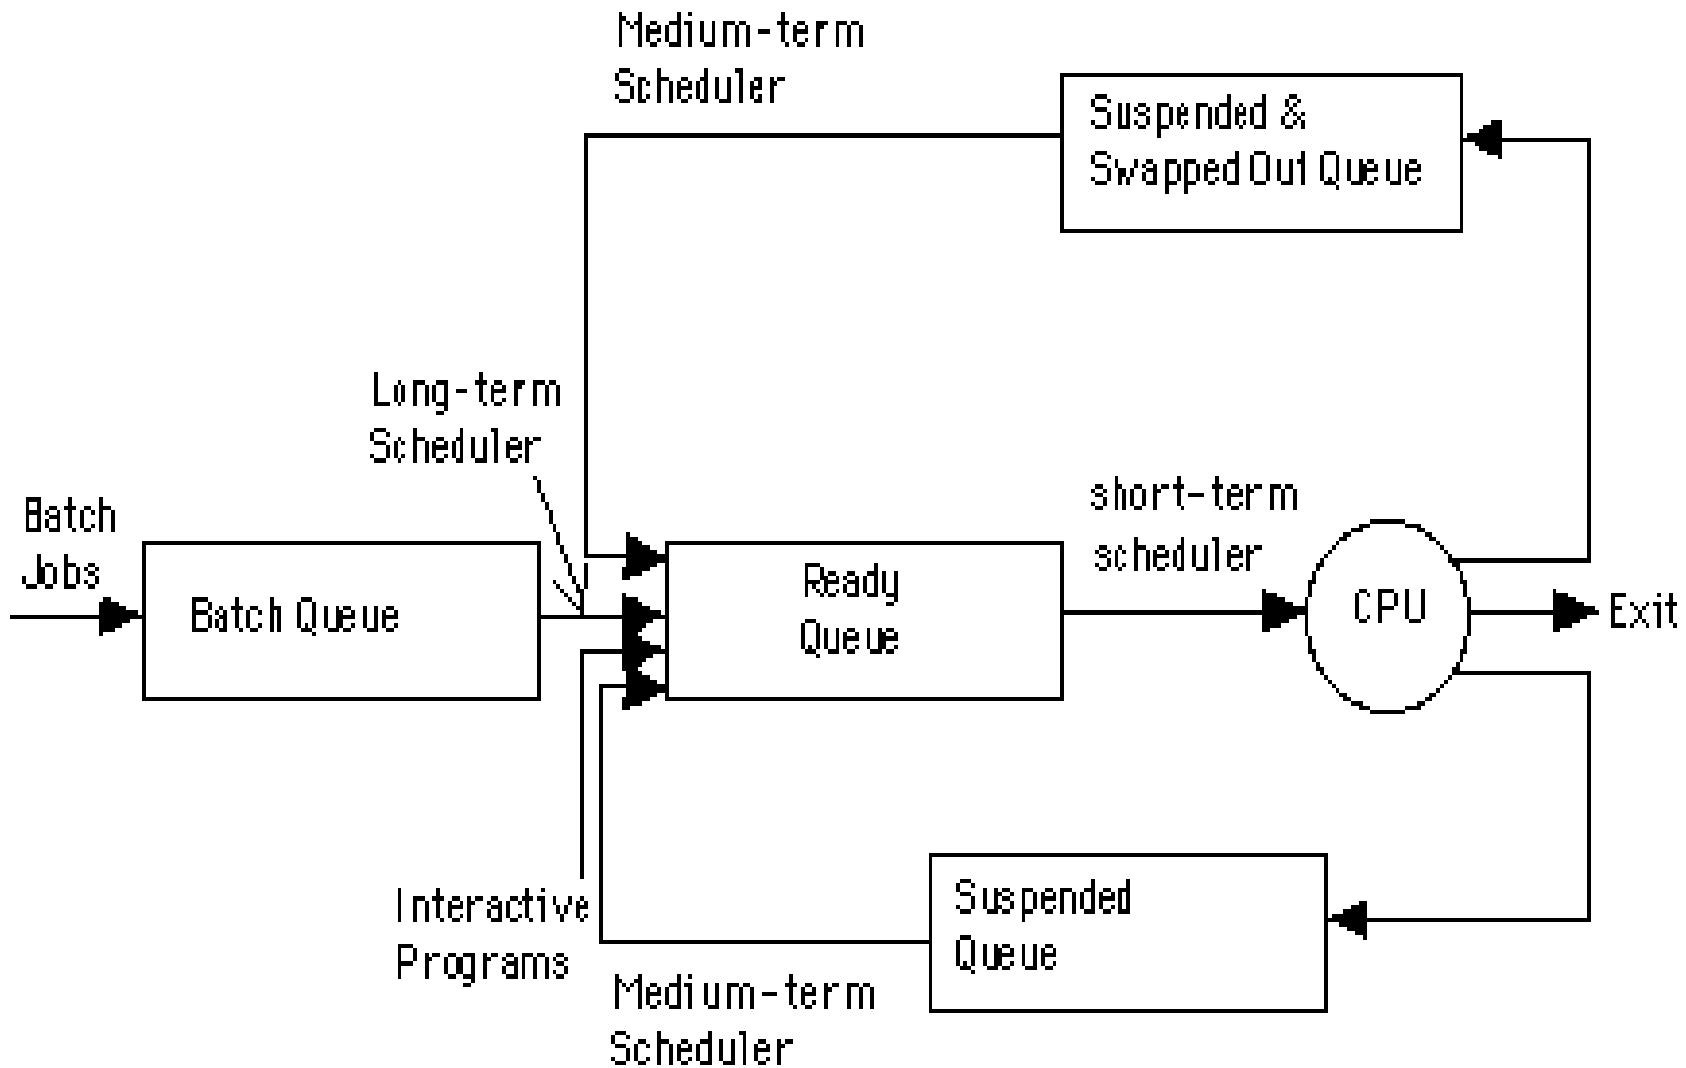 Medium-term
Scheduler
Suspended &
Swapped Out Queue
Long-term
Scheduler
Batch
Jobs
Batch Queue
Ready
Queue
short-term
scheduler
CPU
Exit
Interactive
Programs
Suspended
Queue
Medium-term
Scheduler